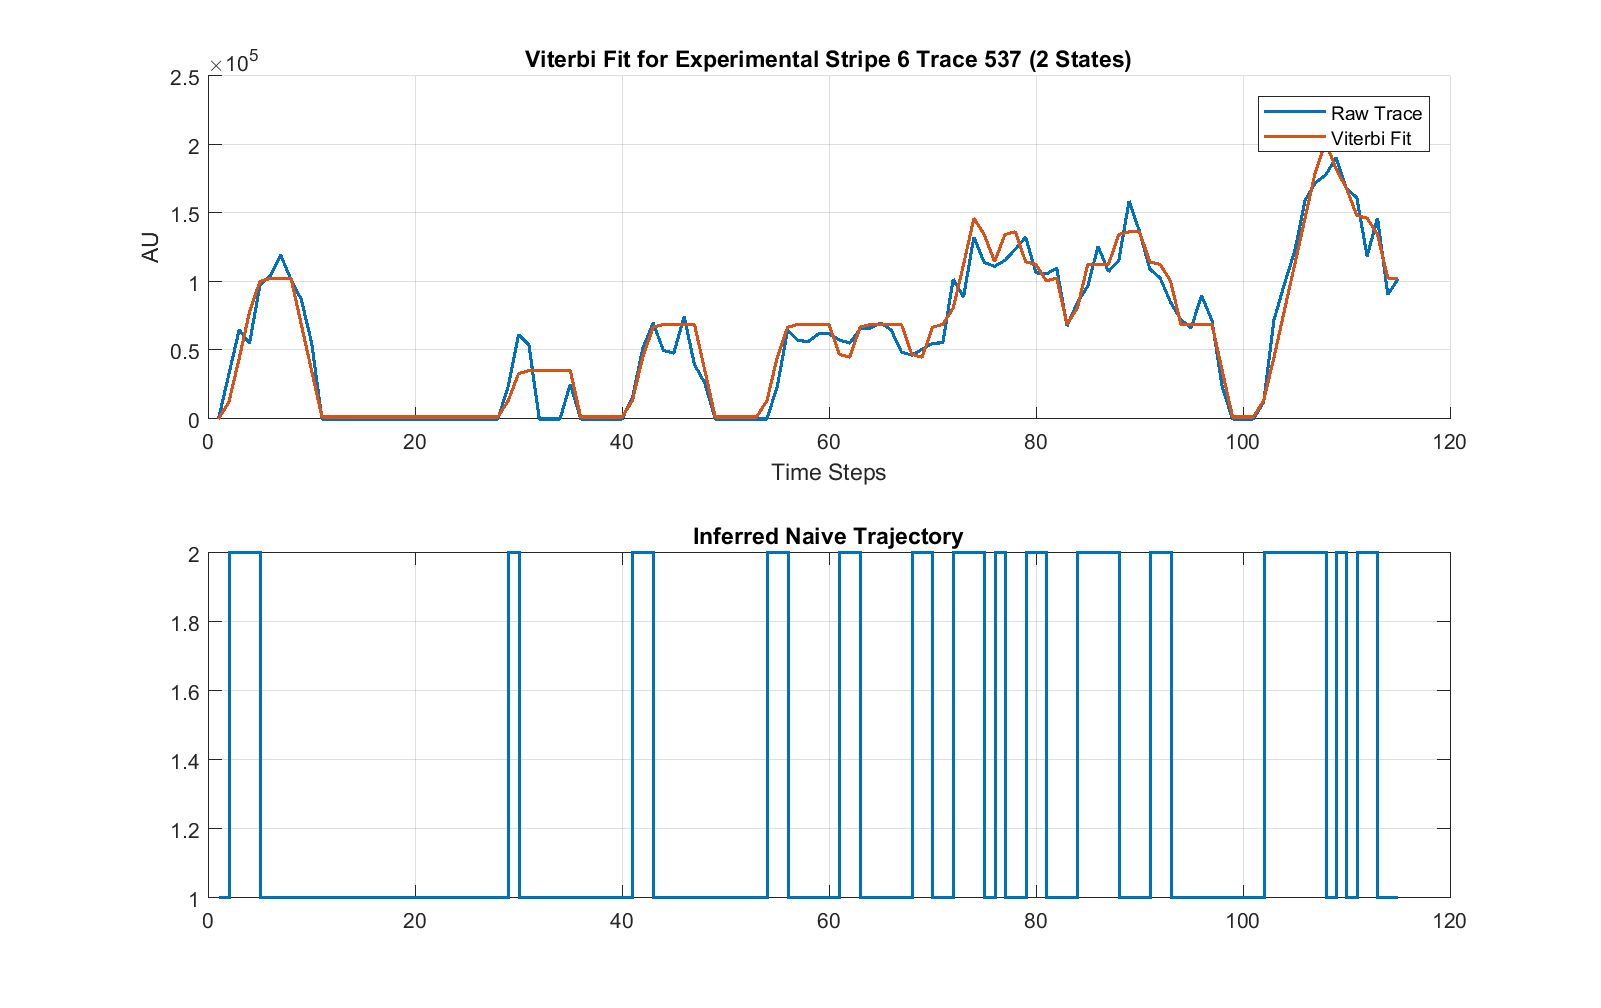 Viterbi Fit for Experimental Stripe 6 Trace 537 (2 States)
×10^5
2.5
2
1.5
1
0.5
0
AU
Raw Trace
Viterbi Fit
0 20 40 60 80 100 120
Time Steps
Inferred Naive Trajectory
2
1.8
1.6
1.4
1.2
1
0 20 40 60 80 100 120